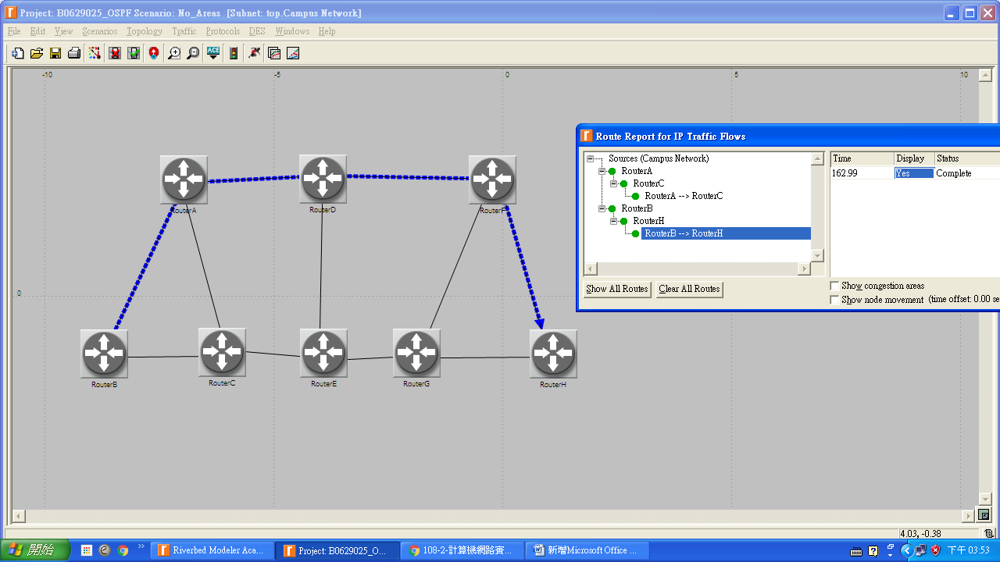 Project: B0629025_OSPF Scenario: No_Areas [Subnet: top.Campus Network]
File Edit View Scenarios Topology Traffic Protocols DES Windows Help
ACE
-10 -5 0 5 10
0
RouterA
RouterD
RouterF
RouterB
RouterC
RouterE
RouterG
RouterH
Route Report for IP Traffic Flows
Sources (Campus Network)
RouterA
RouterC
RouterA --> RouterC
RouterB
RouterH
RouterB --> RouterH
Time Display Status
162.99 Yes Complete
Show All Routes Clear All Routes
Show congestion areas
Show node movement (time offset: 0.00 se
4.03, -0.38
開始
Riverbed Modeler Aca...
Project: B0629025_O...
108-2-計算機網路實...
新增Microsoft Office ...
下午 03:53